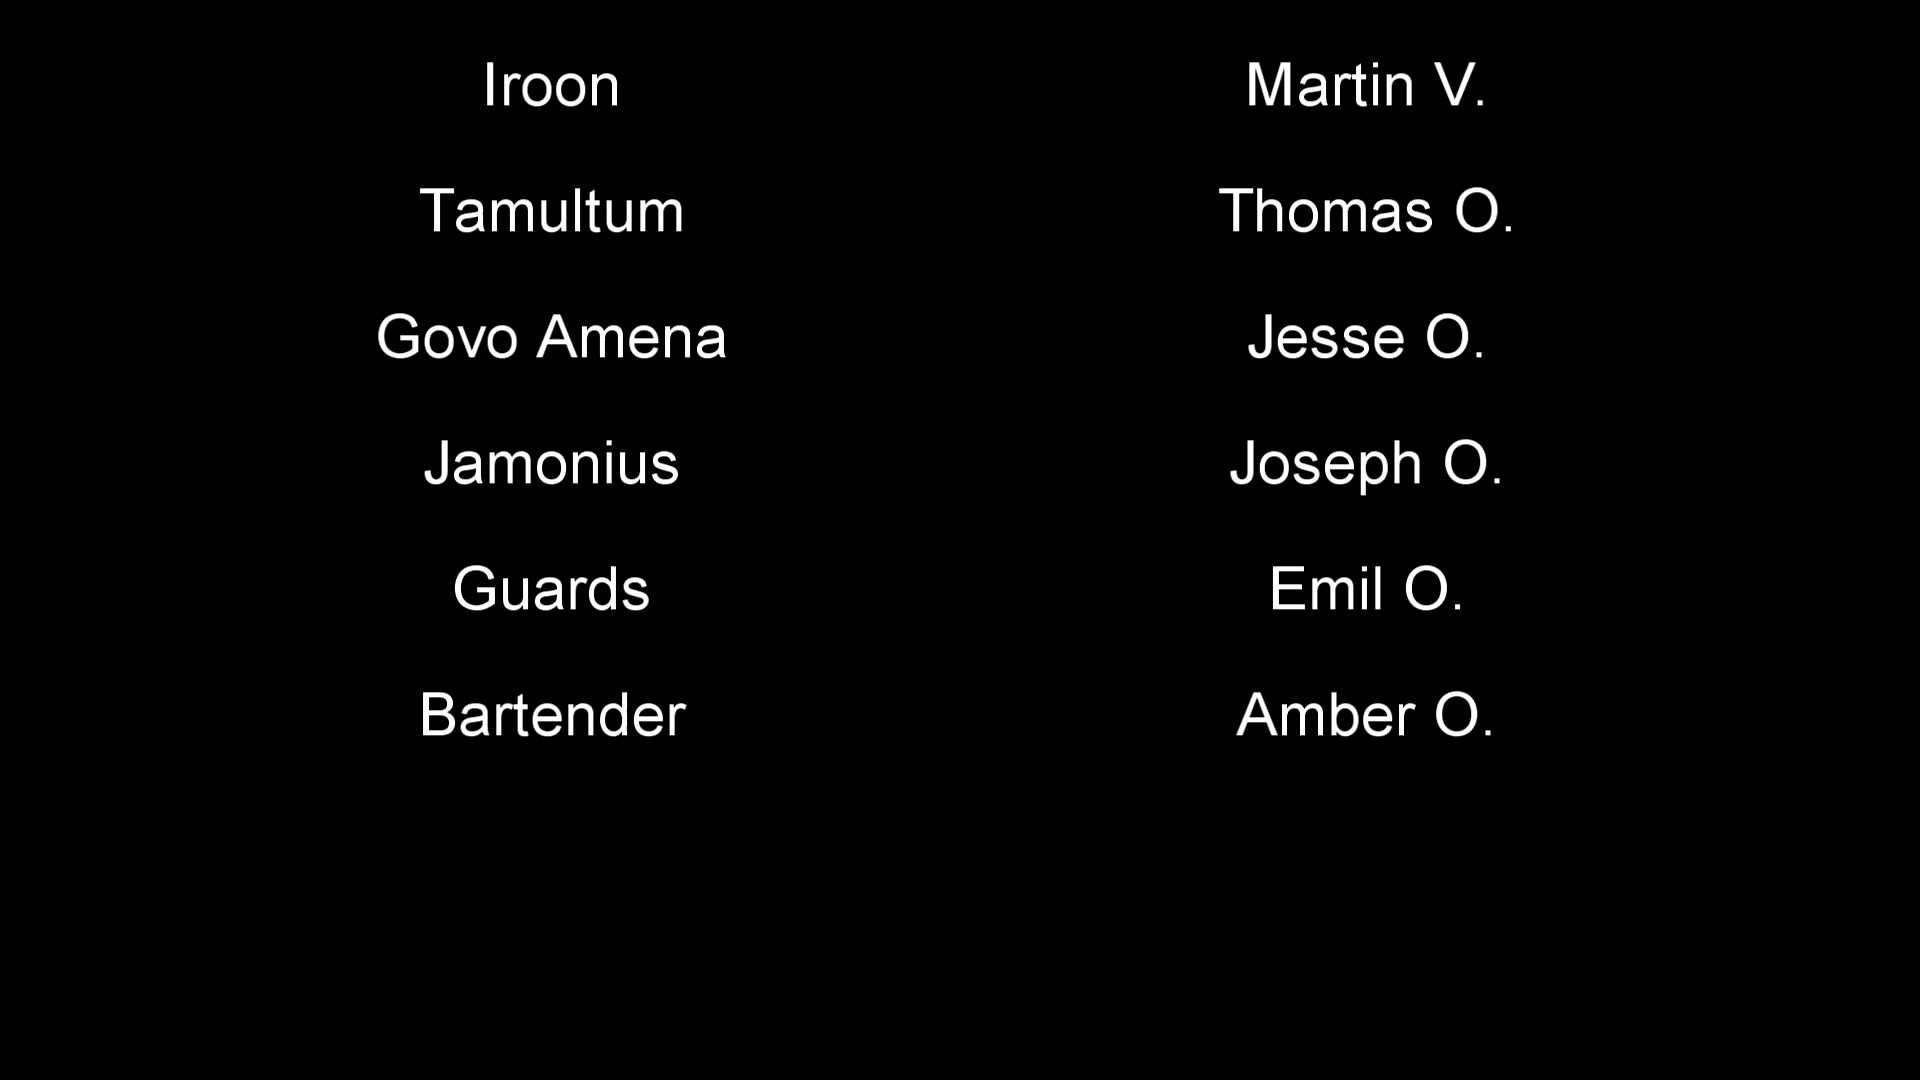 Iroon Martin V.
Tamultum Thomas O.
Govo Amena Jesse O.
Jamonius Joseph O.
Guards Emil O.
Bartender Amber O.